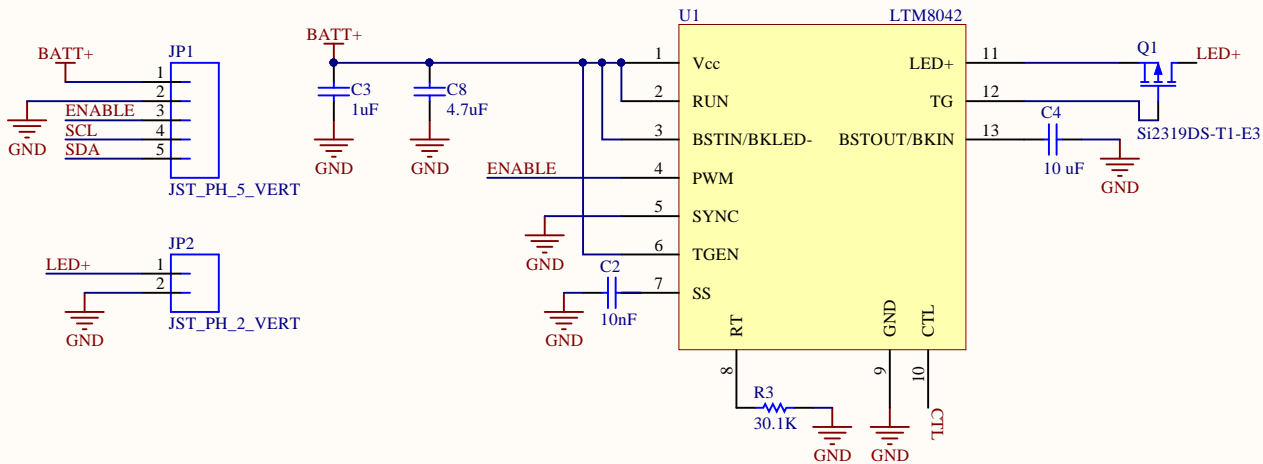 BATT+
JP1
1
2
3
4
5
GND
ENABLE
SCL
SDA
JST_PH_5_VERT
JP2
LED+
1
2
GND
JST_PH_2_VERT
BATT+
C3
1uF
GND
C8
4.7uF
GND
U1
LTM8042
1
Vcc
2
RUN
3
BSTIN/BKLED-
ENABLE
4
PWM
5
SYNC
GND
6
TGEN
C2
10nF
GND
7
SS
RT
8
R3
30.1K
GND
GND
9
GND
CTL
10
CTL
LED+
11
TG
12
BSTOUT/BKIN
13
Q1
LED+
Si2319DS-T1-E3
C4
10 uF
GND